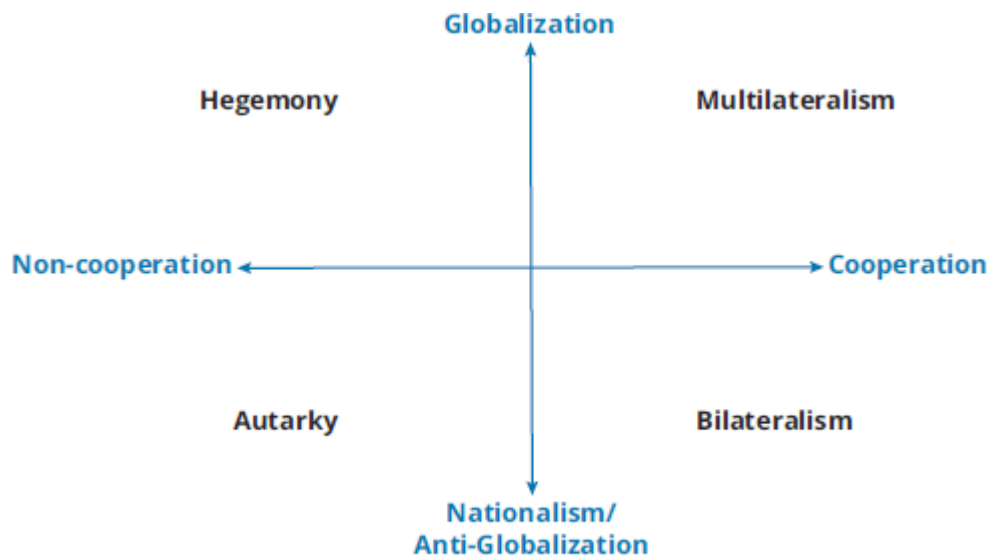 Globalization
Hegemony
Multilateralism
Non-cooperation
Cooperation
Autarky
Bilateralism
Nationalism/
Anti-Globalization